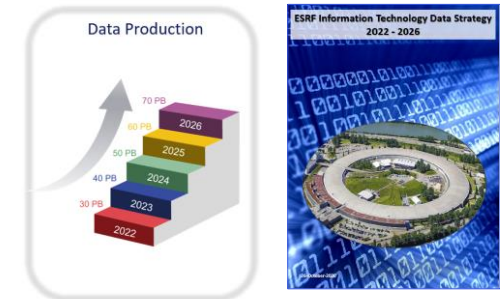 Data Production
70 PB
2026
60 PB
2025
50 PB
2024
40 PB
2023
30 PB
2022
ESRF Information Technology Data Strategy
2022 - 2026